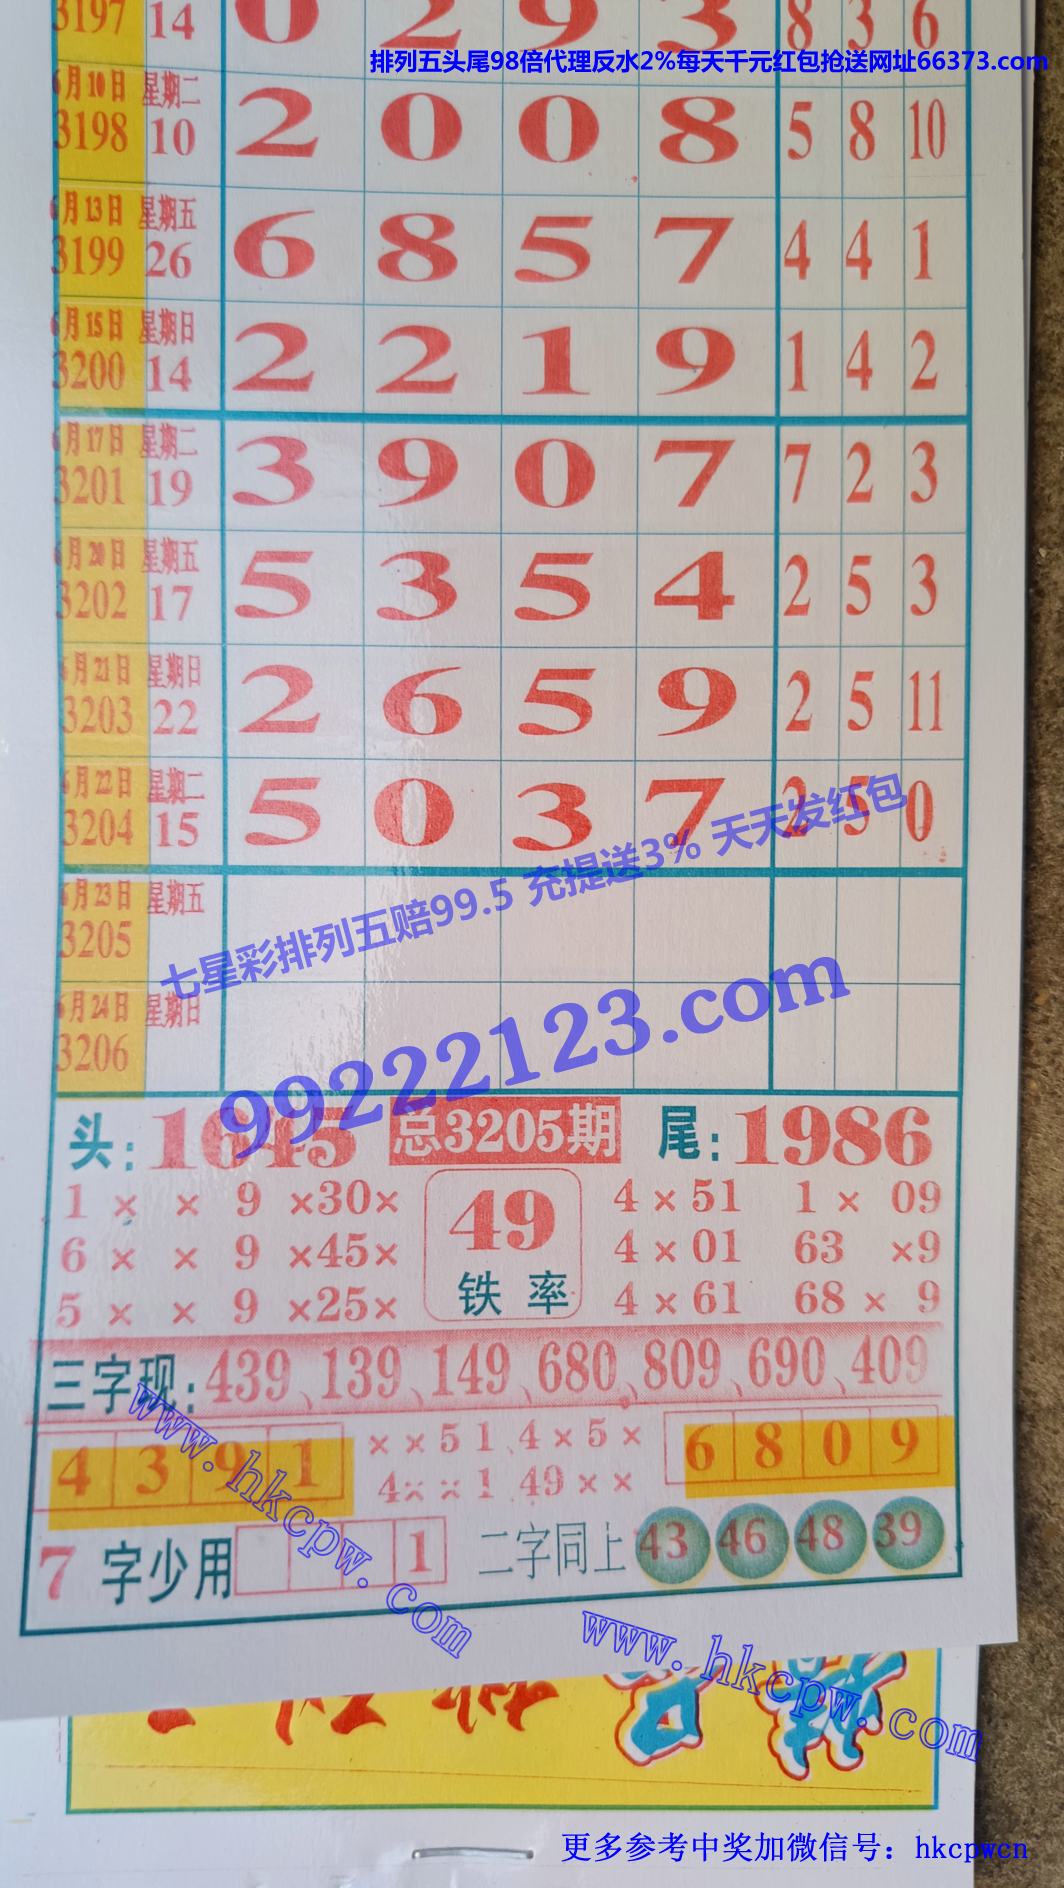 3197 14 0 2 9 3 8 3 6
排列五头尾98倍代理反水2%每天千元红包抢送网址66373.com
6月10日 星期二
3198 10 2 0 0 8 5 8 10
6月13日 星期五
3199 26 6 8 5 7 4 4 1
6月15日 星期日
3200 14 2 2 1 9 1 4 2
6月17日 星期二
3201 19 3 9 0 7 7 2 3
6月20日 星期五
3202 17 5 3 5 4 2 5 3
6月21日 星期日
3203 22 2 6 5 9 2 5 11
6月22日 星期二
3204 15 5 0 3 7 2 5 0
七星彩排列五赔99.5 充提送3% 天天发红包
6月23日 星期五
3205
99222123.com
6月24日 星期日
3206
头:1645 总3205期 尾:1986
1 × × 9 ×30× 49 4 × 51 1 × 09
6 × × 9 ×45× 4 × 01 63 ×9
5 × × 9 ×25× 铁 率 4 × 61 68 × 9
三字现:439、139、149、680、809、690、409
4 3 9 1 × × 5 1、4 × 5 × 6 8 0 9
4 × × 1 49 × ×
7 字少用 1 二字同上 43 46 48 39
www.hkcpw.com
www.hkcpw.com
更多参考中奖加微信号：hkcpwcn